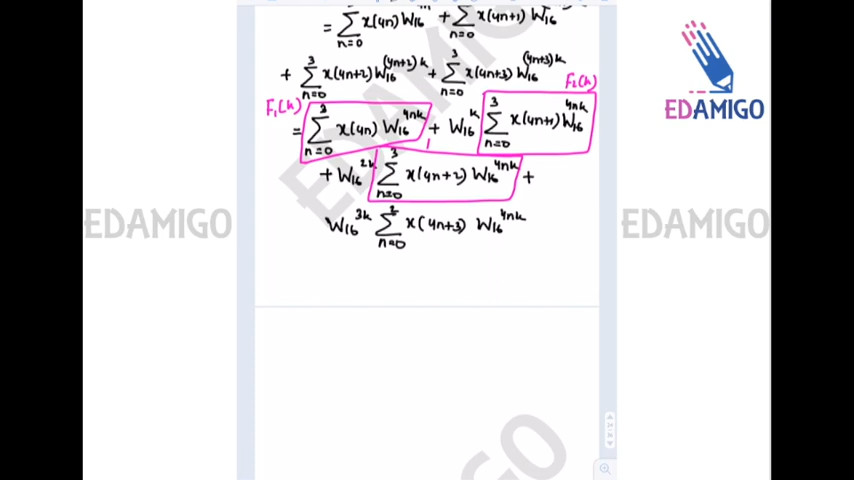 = Σ x(4n) W₁₆ + Σ x(4n+1) W₁₆
n=0 n=0
+ Σ_{n=0}^{3} x(4n+2) W₁₆^{(4n+2)k} + Σ_{n=0}^{3} x(4n+3) W₁₆^{(4n+3)k}
F₁(k) F₂(k)
= Σ_{n=0}^{3} x(4n) W₁₆^{4nk} + W₁₆^{k} Σ_{n=0}^{3} x(4n+1) W₁₆^{4nk}
+ W₁₆^{2k} Σ_{n=0}^{3} x(4n+2) W₁₆^{4nk} +
W₁₆^{3k} Σ_{n=0} x(4n+3) W₁₆^{4nk}
EDAMIGO
EDAMIGO
EDAMIGO
EDAMIGO